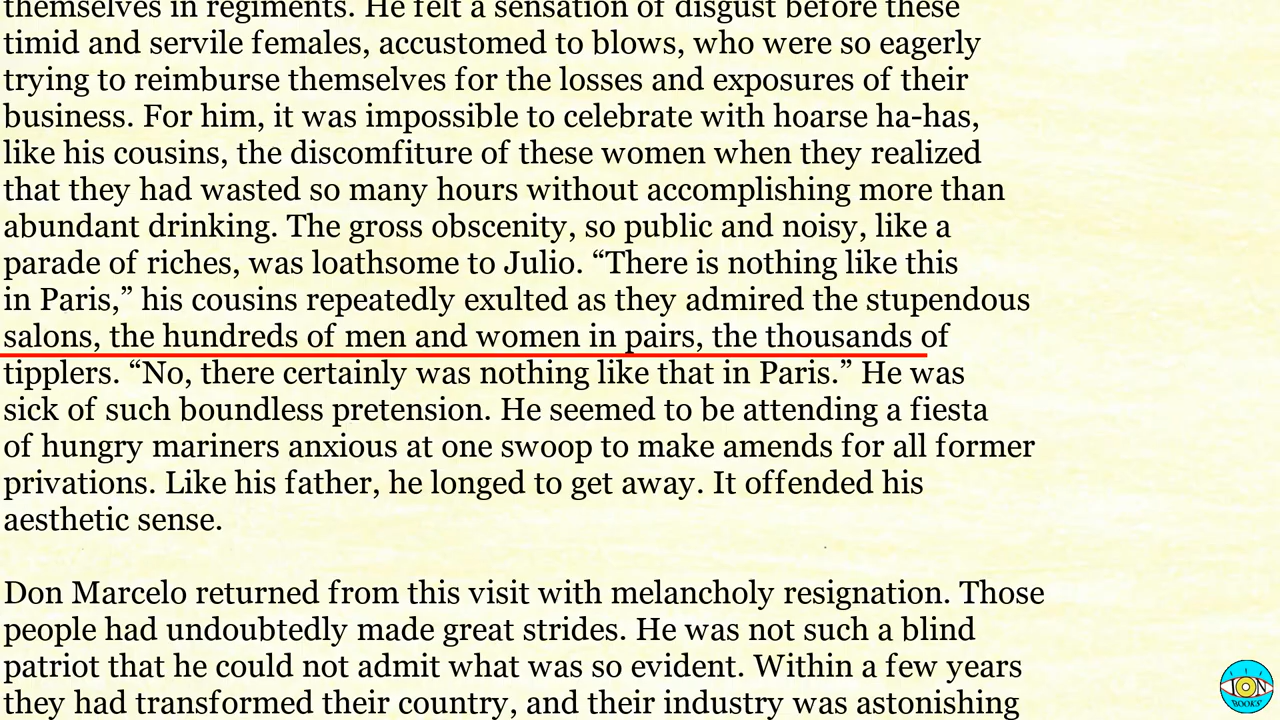 themselves in regiments. He felt a sensation of disgust before these
timid and servile females, accustomed to blows, who were so eagerly
trying to reimburse themselves for the losses and exposures of their
business. For him, it was impossible to celebrate with hoarse ha-has,
like his cousins, the discomfiture of these women when they realized
that they had wasted so many hours without accomplishing more than
abundant drinking. The gross obscenity, so public and noisy, like a
parade of riches, was loathsome to Julio. “There is nothing like this
in Paris,” his cousins repeatedly exulted as they admired the stupendous
salons, the hundreds of men and women in pairs, the thousands of
tipplers. “No, there certainly was nothing like that in Paris.” He was
sick of such boundless pretension. He seemed to be attending a fiesta
of hungry mariners anxious at one swoop to make amends for all former
privations. Like his father, he longed to get away. It offended his
aesthetic sense.
Don Marcelo returned from this visit with melancholy resignation. Those
people had undoubtedly made great strides. He was not such a blind
patriot that he could not admit what was so evident. Within a few years
they had transformed their country, and their industry was astonishing
ION
BOOKS